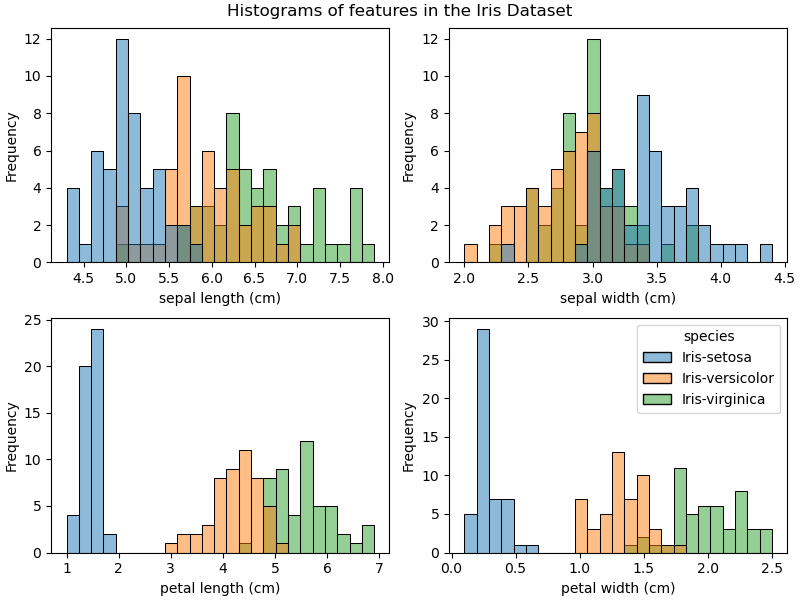 Histograms of features in the Iris Dataset
12
10
8
6
4
2
0
Frequency
4.5 5.0 5.5 6.0 6.5 7.0 7.5 8.0
sepal length (cm)
12
10
8
6
4
2
0
Frequency
2.0 2.5 3.0 3.5 4.0 4.5
sepal width (cm)
25
20
15
10
5
0
Frequency
1 2 3 4 5 6 7
petal length (cm)
30
25
20
15
10
5
0
Frequency
0.0 0.5 1.0 1.5 2.0 2.5
petal width (cm)
species
Iris-setosa
Iris-versicolor
Iris-virginica